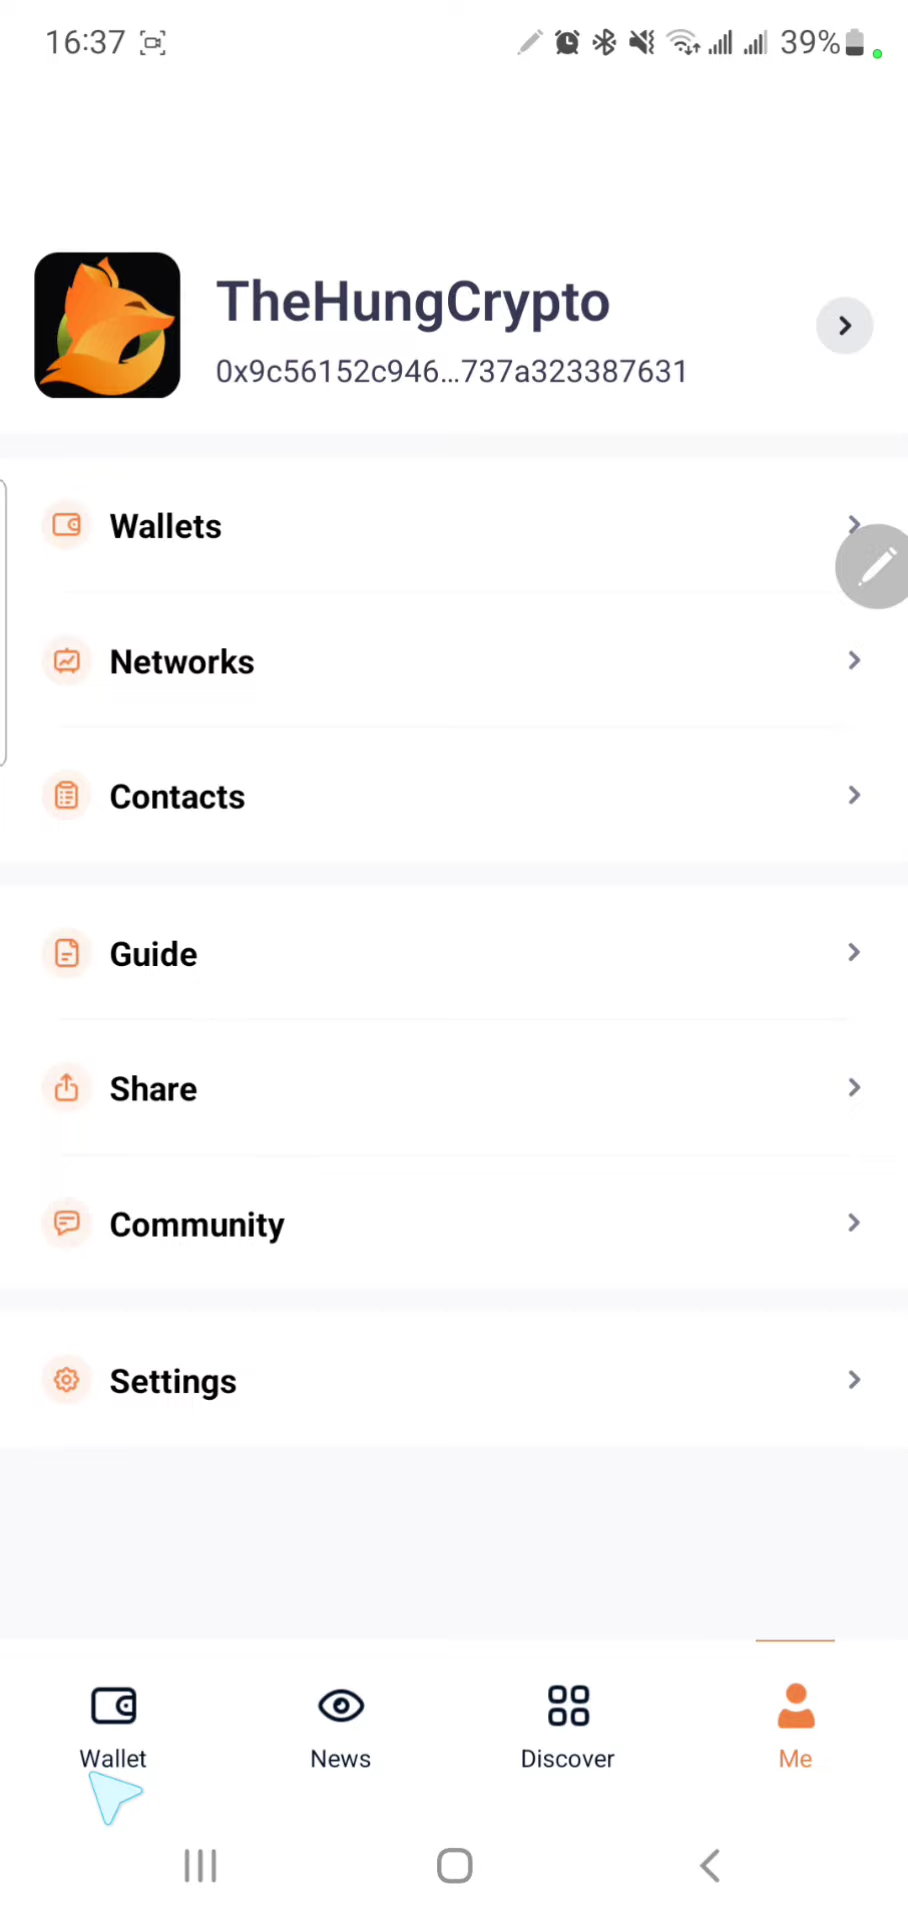 16:37 39%
TheHungCrypto
0x9c56152c946...737a323387631
Wallets
Networks
Contacts
Guide
Share
Community
Settings
Wallet News Discover Me